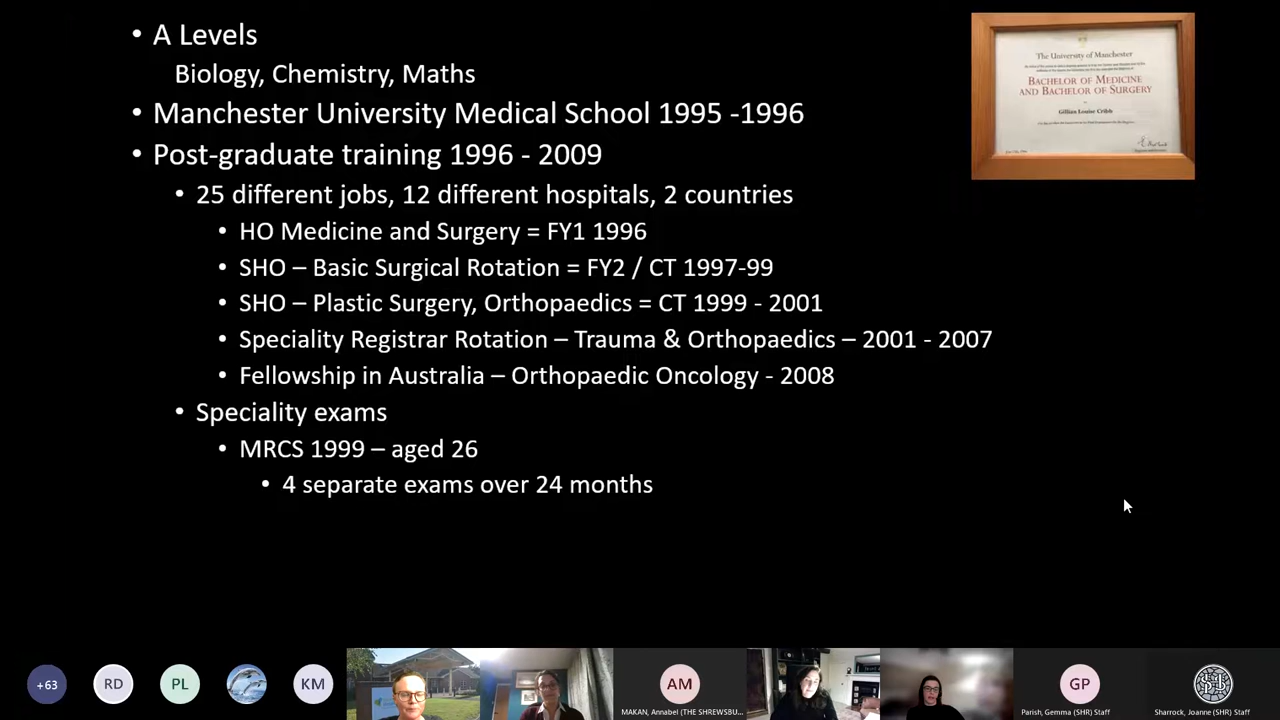 • A Levels
Biology, Chemistry, Maths
• Manchester University Medical School 1995 -1996
• Post-graduate training 1996 - 2009
• 25 different jobs, 12 different hospitals, 2 countries
• HO Medicine and Surgery = FY1 1996
• SHO – Basic Surgical Rotation = FY2 / CT 1997-99
• SHO – Plastic Surgery, Orthopaedics = CT 1999 - 2001
• Speciality Registrar Rotation – Trauma & Orthopaedics – 2001 - 2007
• Fellowship in Australia – Orthopaedic Oncology - 2008
• Speciality exams
• MRCS 1999 – aged 26
• 4 separate exams over 24 months
The University of Manchester
BACHELOR OF MEDICINE
AND BACHELOR OF SURGERY
Gillian Louise Cribb
+63
RD
PL
KM
AM
MAKAN, Annabel (THE SHREWSBU...
GP
Parish, Gemma (SHR) Staff
Sharrock, Joanne (SHR) Staff